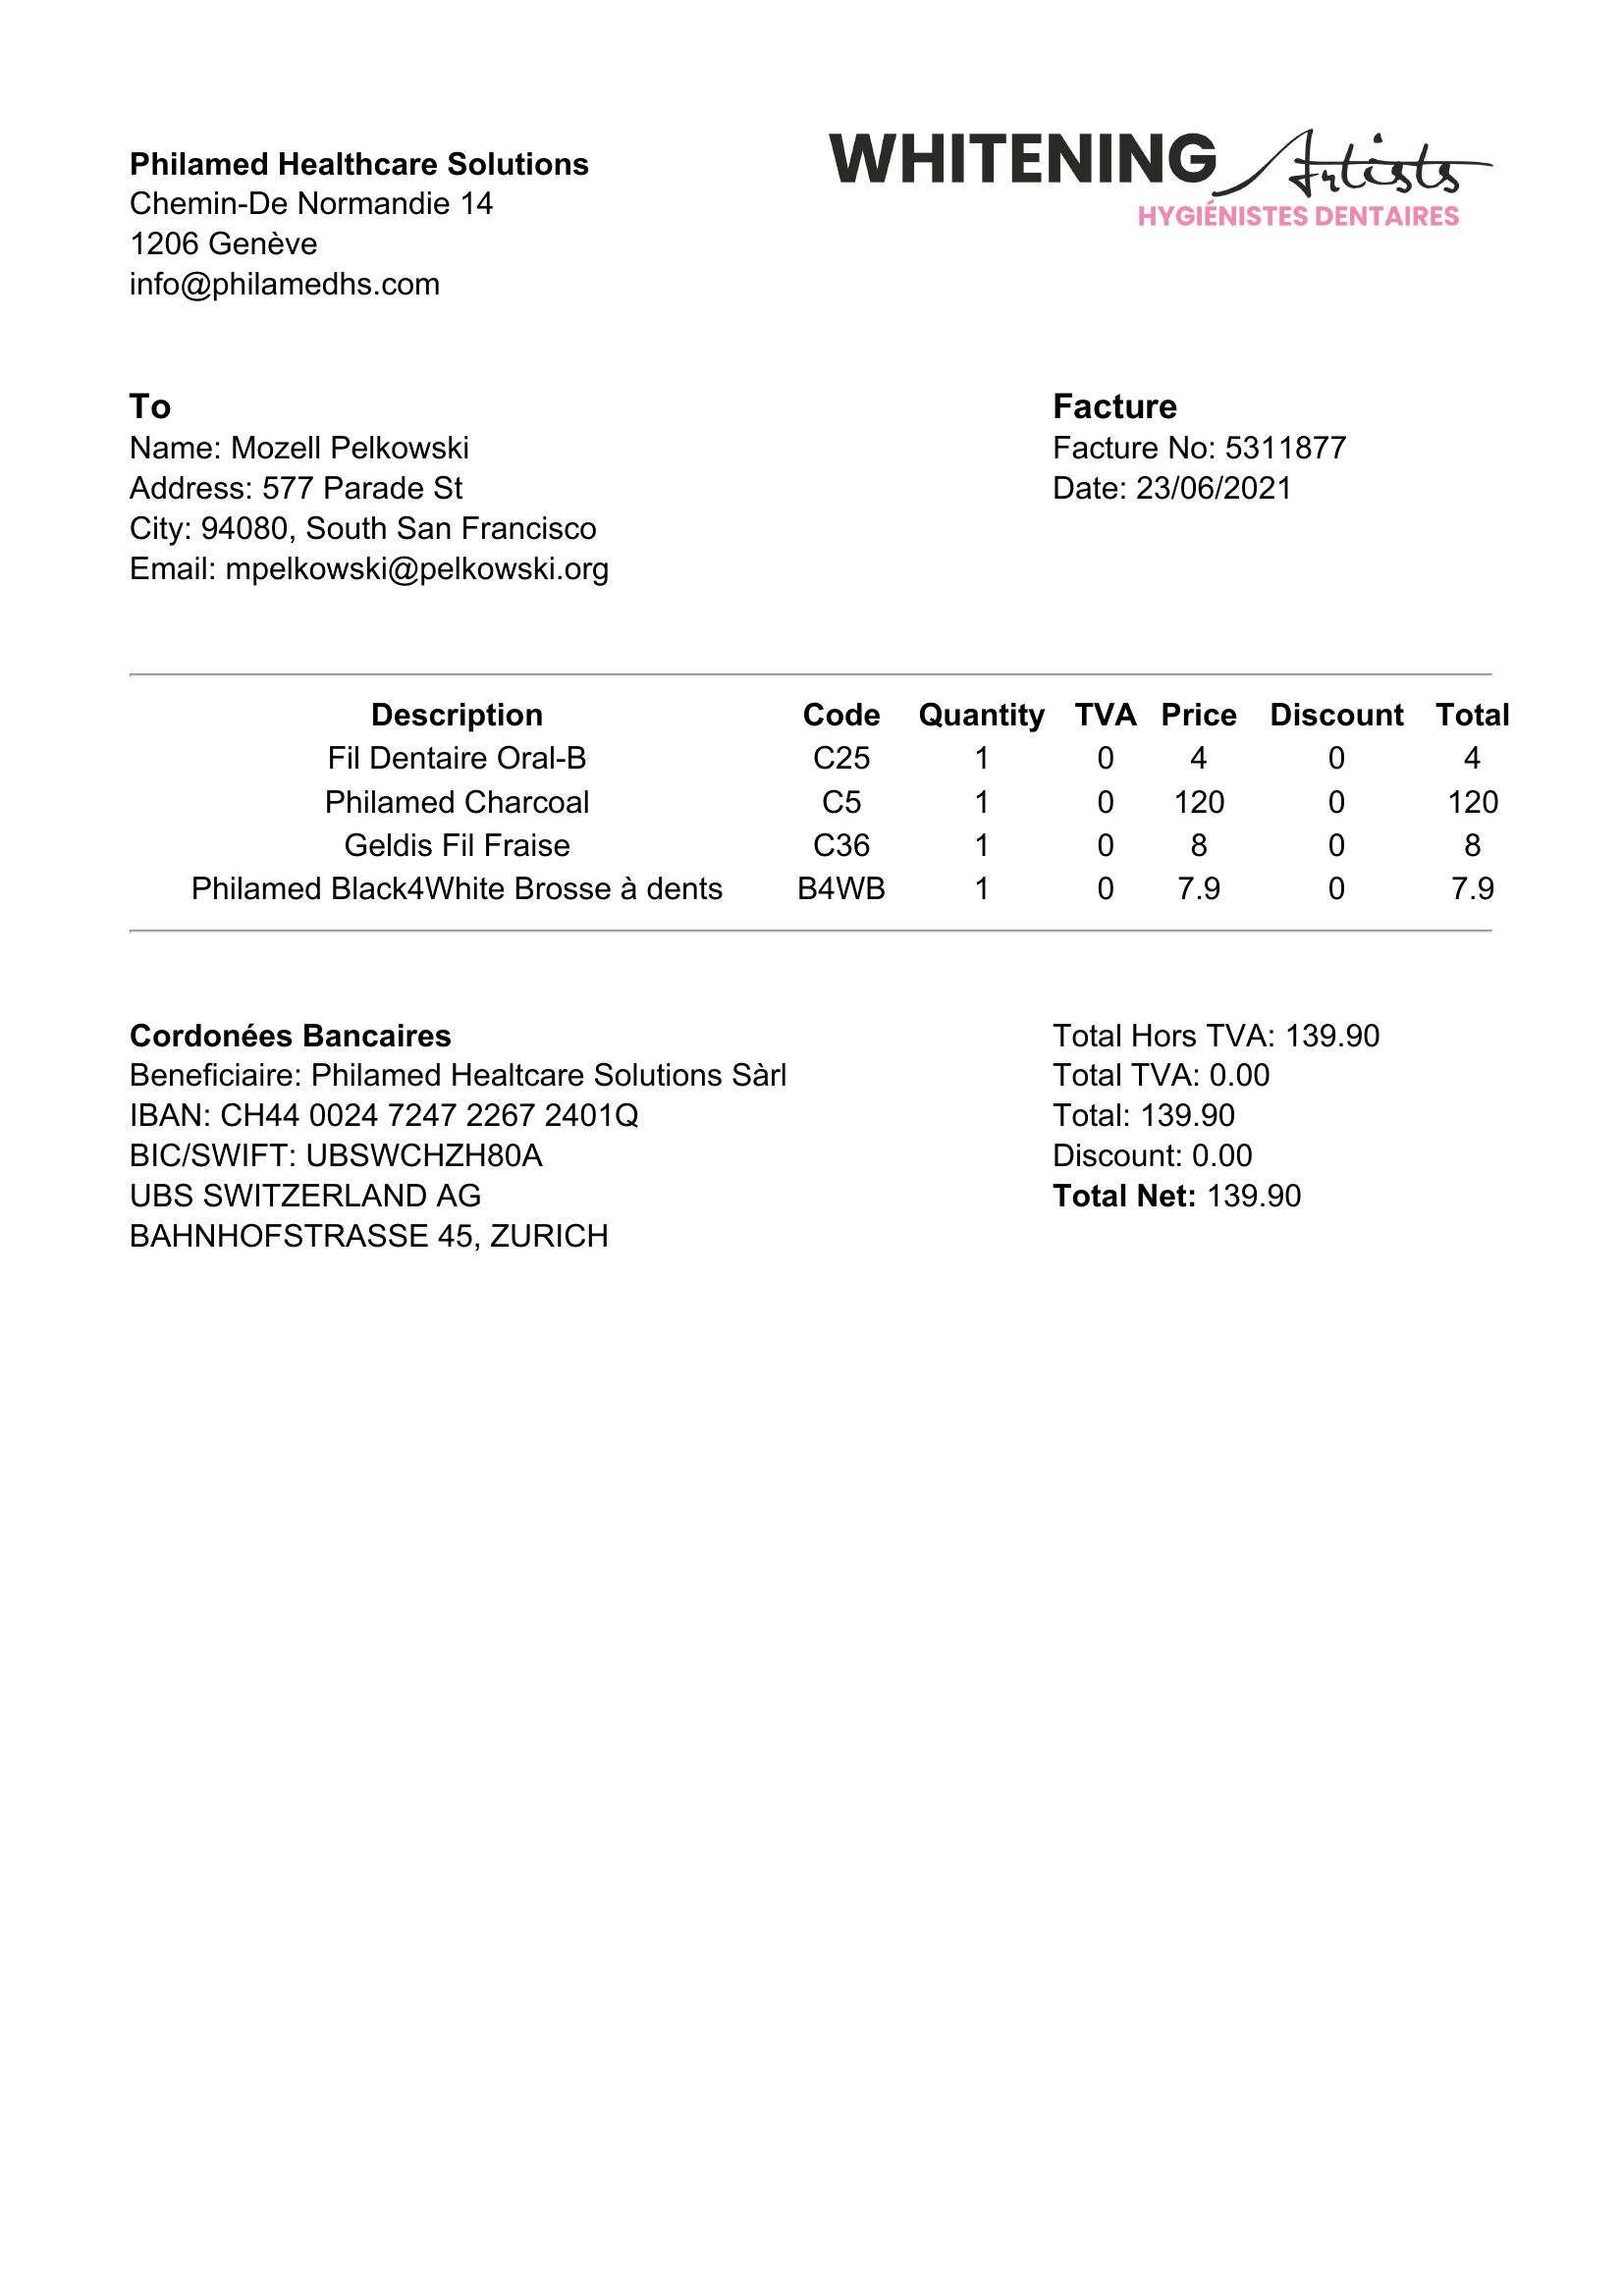 Philamed Healthcare Solutions
Chemin-De Normandie 14
1206 Genève
info@philamedhs.com
WHITENING Artists
HYGIÉNISTES DENTAIRES
To
Name: Mozell Pelkowski
Address: 577 Parade St
City: 94080, South San Francisco
Email: mpelkowski@pelkowski.org
Facture
Facture No: 5311877
Date: 23/06/2021
Description Code Quantity TVA Price Discount Total
Fil Dentaire Oral-B C25 1 0 4 0 4
Philamed Charcoal C5 1 0 120 0 120
Geldis Fil Fraise C36 1 0 8 0 8
Philamed Black4White Brosse à dents B4WB 1 0 7.9 0 7.9
Cordonées Bancaires
Beneficiaire: Philamed Healtcare Solutions Sàrl
IBAN: CH44 0024 7247 2267 2401Q
BIC/SWIFT: UBSWCHZH80A
UBS SWITZERLAND AG
BAHNHOFSTRASSE 45, ZURICH
Total Hors TVA: 139.90
Total TVA: 0.00
Total: 139.90
Discount: 0.00
Total Net: 139.90